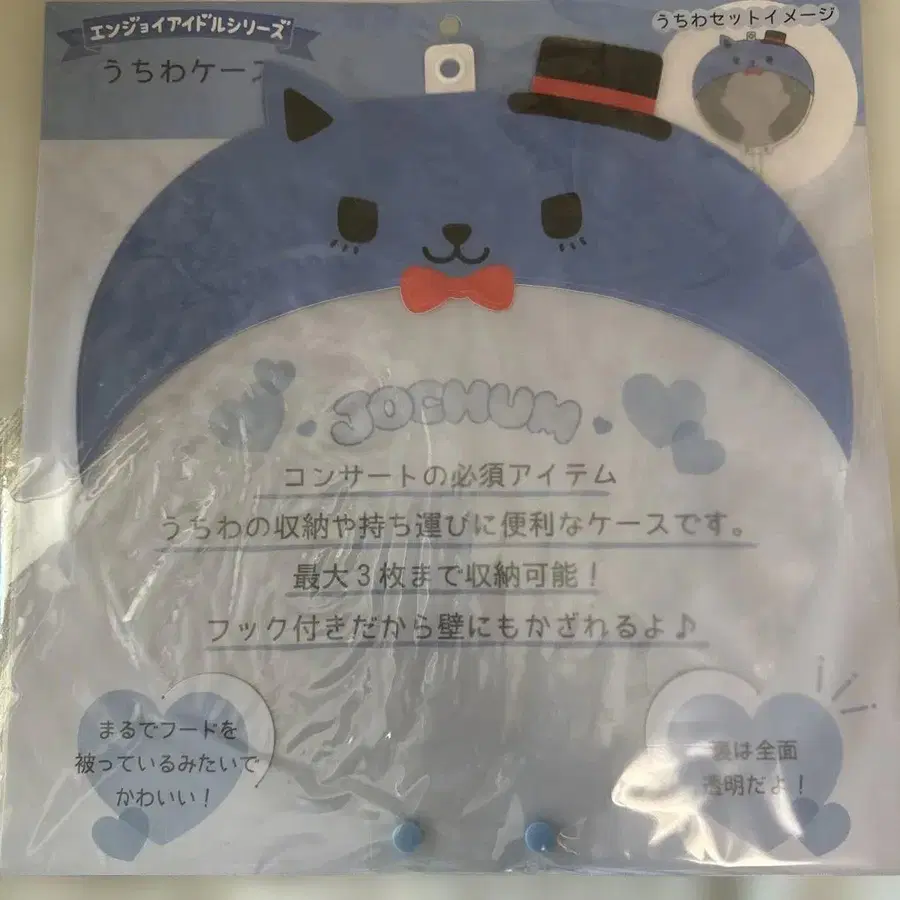 エンジョイアイドルシリーズ
うちわケース
うちわセットイメージ
JOCHUM
コンサートの必須アイテム
うちわの収納や持ち運びに便利なケースです。
最大3枚まで収納可能！
フック付きだから壁にもかざれるよ♪
まるでフードを
被っているみたいで
かわいい！
裏は全面
透明だよ！